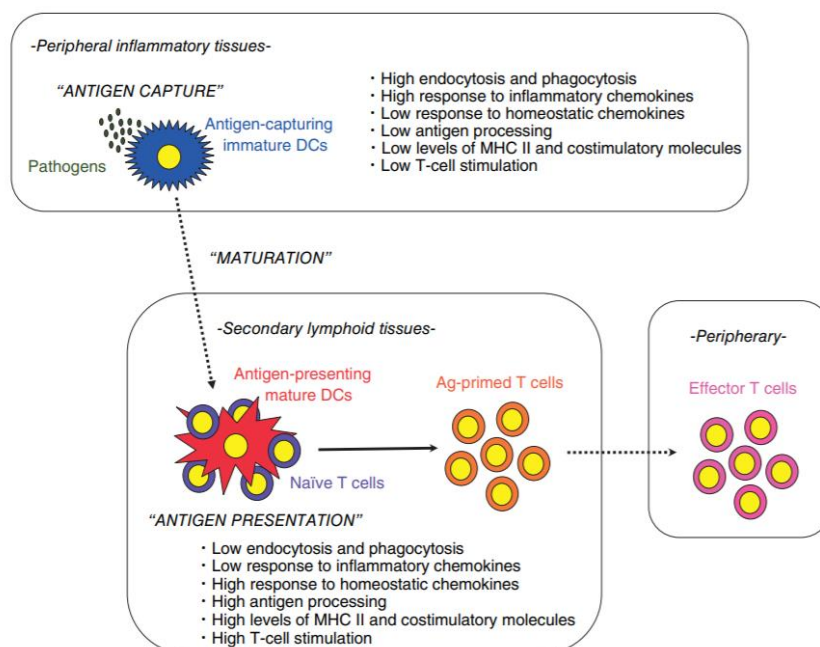 -Peripheral inflammatory tissues-
“ANTIGEN CAPTURE”
Antigen-capturing
immature DCs
Pathogens
・High endocytosis and phagocytosis
・High response to inflammatory chemokines
・Low response to homeostatic chemokines
・Low antigen processing
・Low levels of MHC II and costimulatory molecules
・Low T-cell stimulation
“MATURATION”
-Secondary lymphoid tissues-
Antigen-presenting
mature DCs
Naïve T cells
Ag-primed T cells
“ANTIGEN PRESENTATION”
・Low endocytosis and phagocytosis
・Low response to inflammatory chemokines
・High response to homeostatic chemokines
・High antigen processing
・High levels of MHC II and costimulatory molecules
・High T-cell stimulation
-Peripherary-
Effector T cells